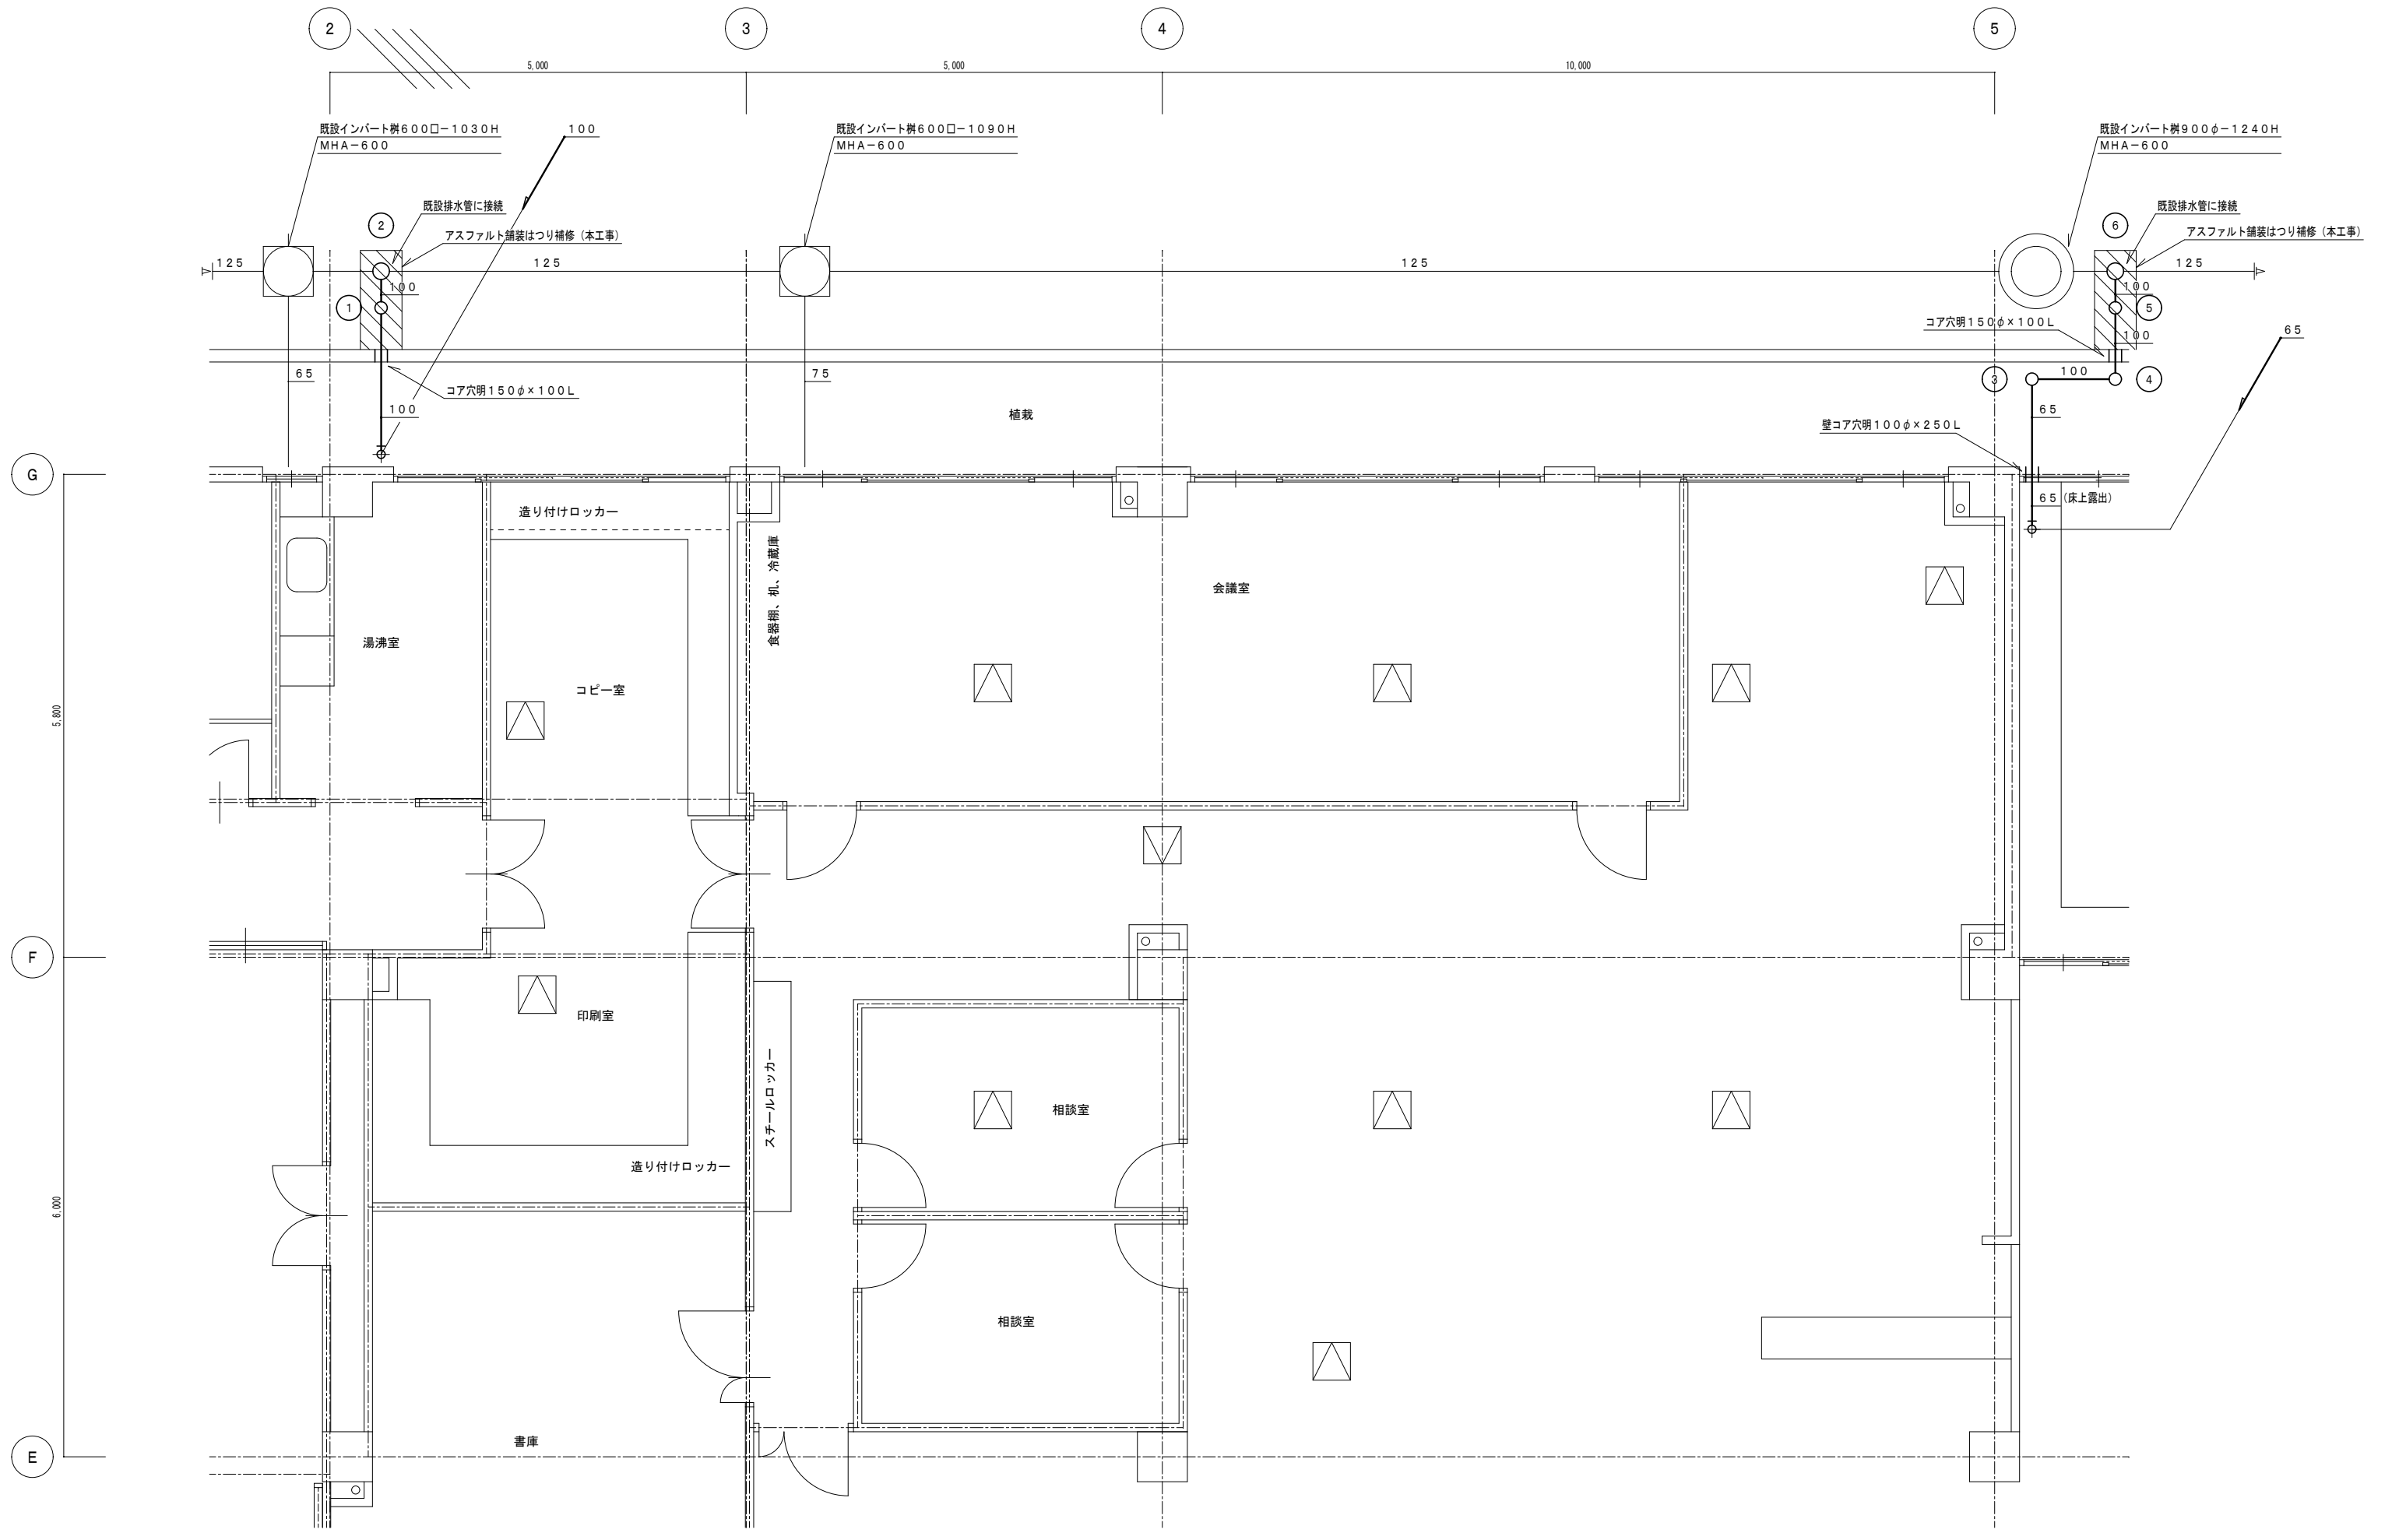 2
3
4
5
5,000
5,000
10,000
既設インバート桝600□-1030H
MHA-600
100
既設インバート桝600□-1090H
MHA-600
既設インバート桝900φ-1240H
MHA-600
既設排水管に接続
既設排水管に接続
2
6
アスファルト舗装はつり補修（本工事）
アスファルト舗装はつり補修（本工事）
125
125
125
125
100
100
1
5
コア穴明150φ×100L
65
100
65
75
100
3
4
コア穴明150φ×100L
100
65
植栽
壁コア穴明100φ×250L
G
65（床上露出）
造り付けロッカー
食器棚、机、冷蔵庫
会議室
湯沸室
コピー室
5,800
F
印刷室
スチールロッカー
相談室
造り付けロッカー
6,000
相談室
書庫
E